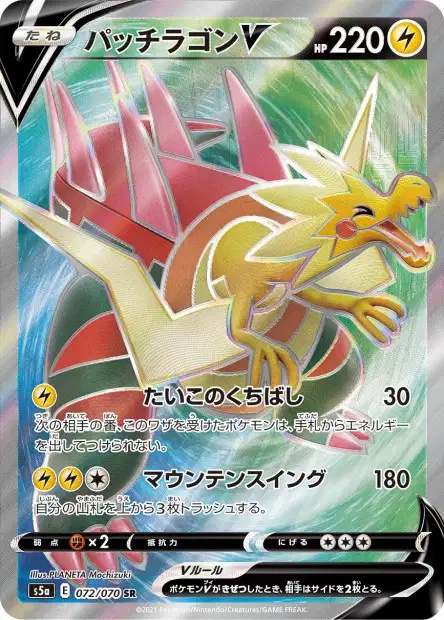 たね
パッチラゴンV
HP 220
たいこのくちばし 30
次の相手の番、このワザを受けたポケモンは、手札からエネルギー
を出してつけられない。
マウンテンスイング 180
自分の山札を上から3枚トラッシュする。
弱点 ×2 抵抗力 にげる
Illus. PLANETA Mochizuki
Vルール
ポケモンVがきぜつしたとき、相手はサイドを2枚とる。
s5a E 072/070 SR
©2021 Pokémon/Nintendo/Creatures/GAME FREAK.